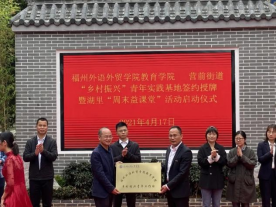 福州外语外贸学院教育学院 营前街道
“乡村振兴”青年实践基地签约授牌
暨湖里“周末益课堂”活动启动仪式
2021年4月17日